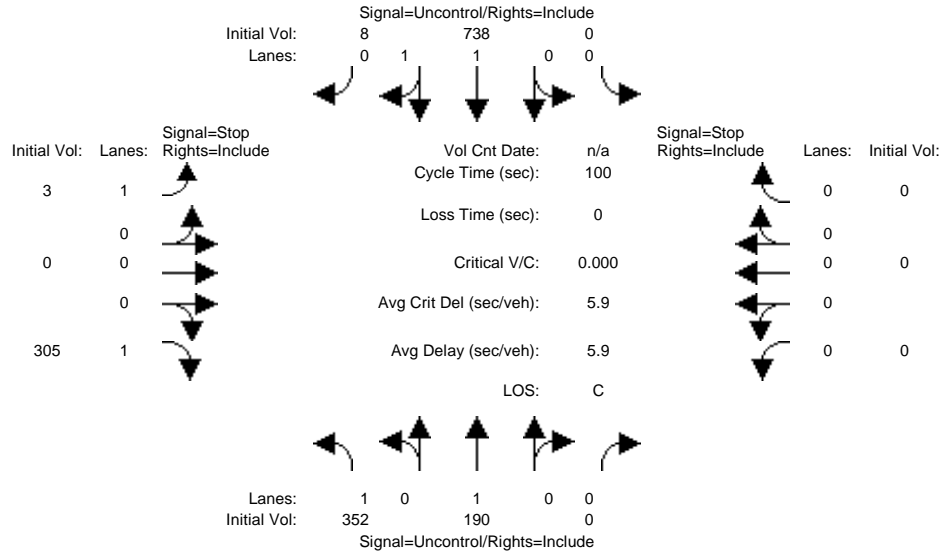 Signal=Uncontrol/Rights=Include
Initial Vol: 8 738 0
Lanes: 0 1 1 0 0
Signal=Stop
Initial Vol: Lanes: Rights=Include
Vol Cnt Date: n/a
Signal=Stop
Rights=Include Lanes: Initial Vol:
Cycle Time (sec): 100
3 1 0 0
Loss Time (sec): 0
0 0
0 0 Critical V/C: 0.000 0 0
0 Avg Crit Del (sec/veh): 5.9 0
305 1 Avg Delay (sec/veh): 5.9 0 0
LOS: C
Lanes: 1 0 1 0 0
Initial Vol: 352 190 0
Signal=Uncontrol/Rights=Include